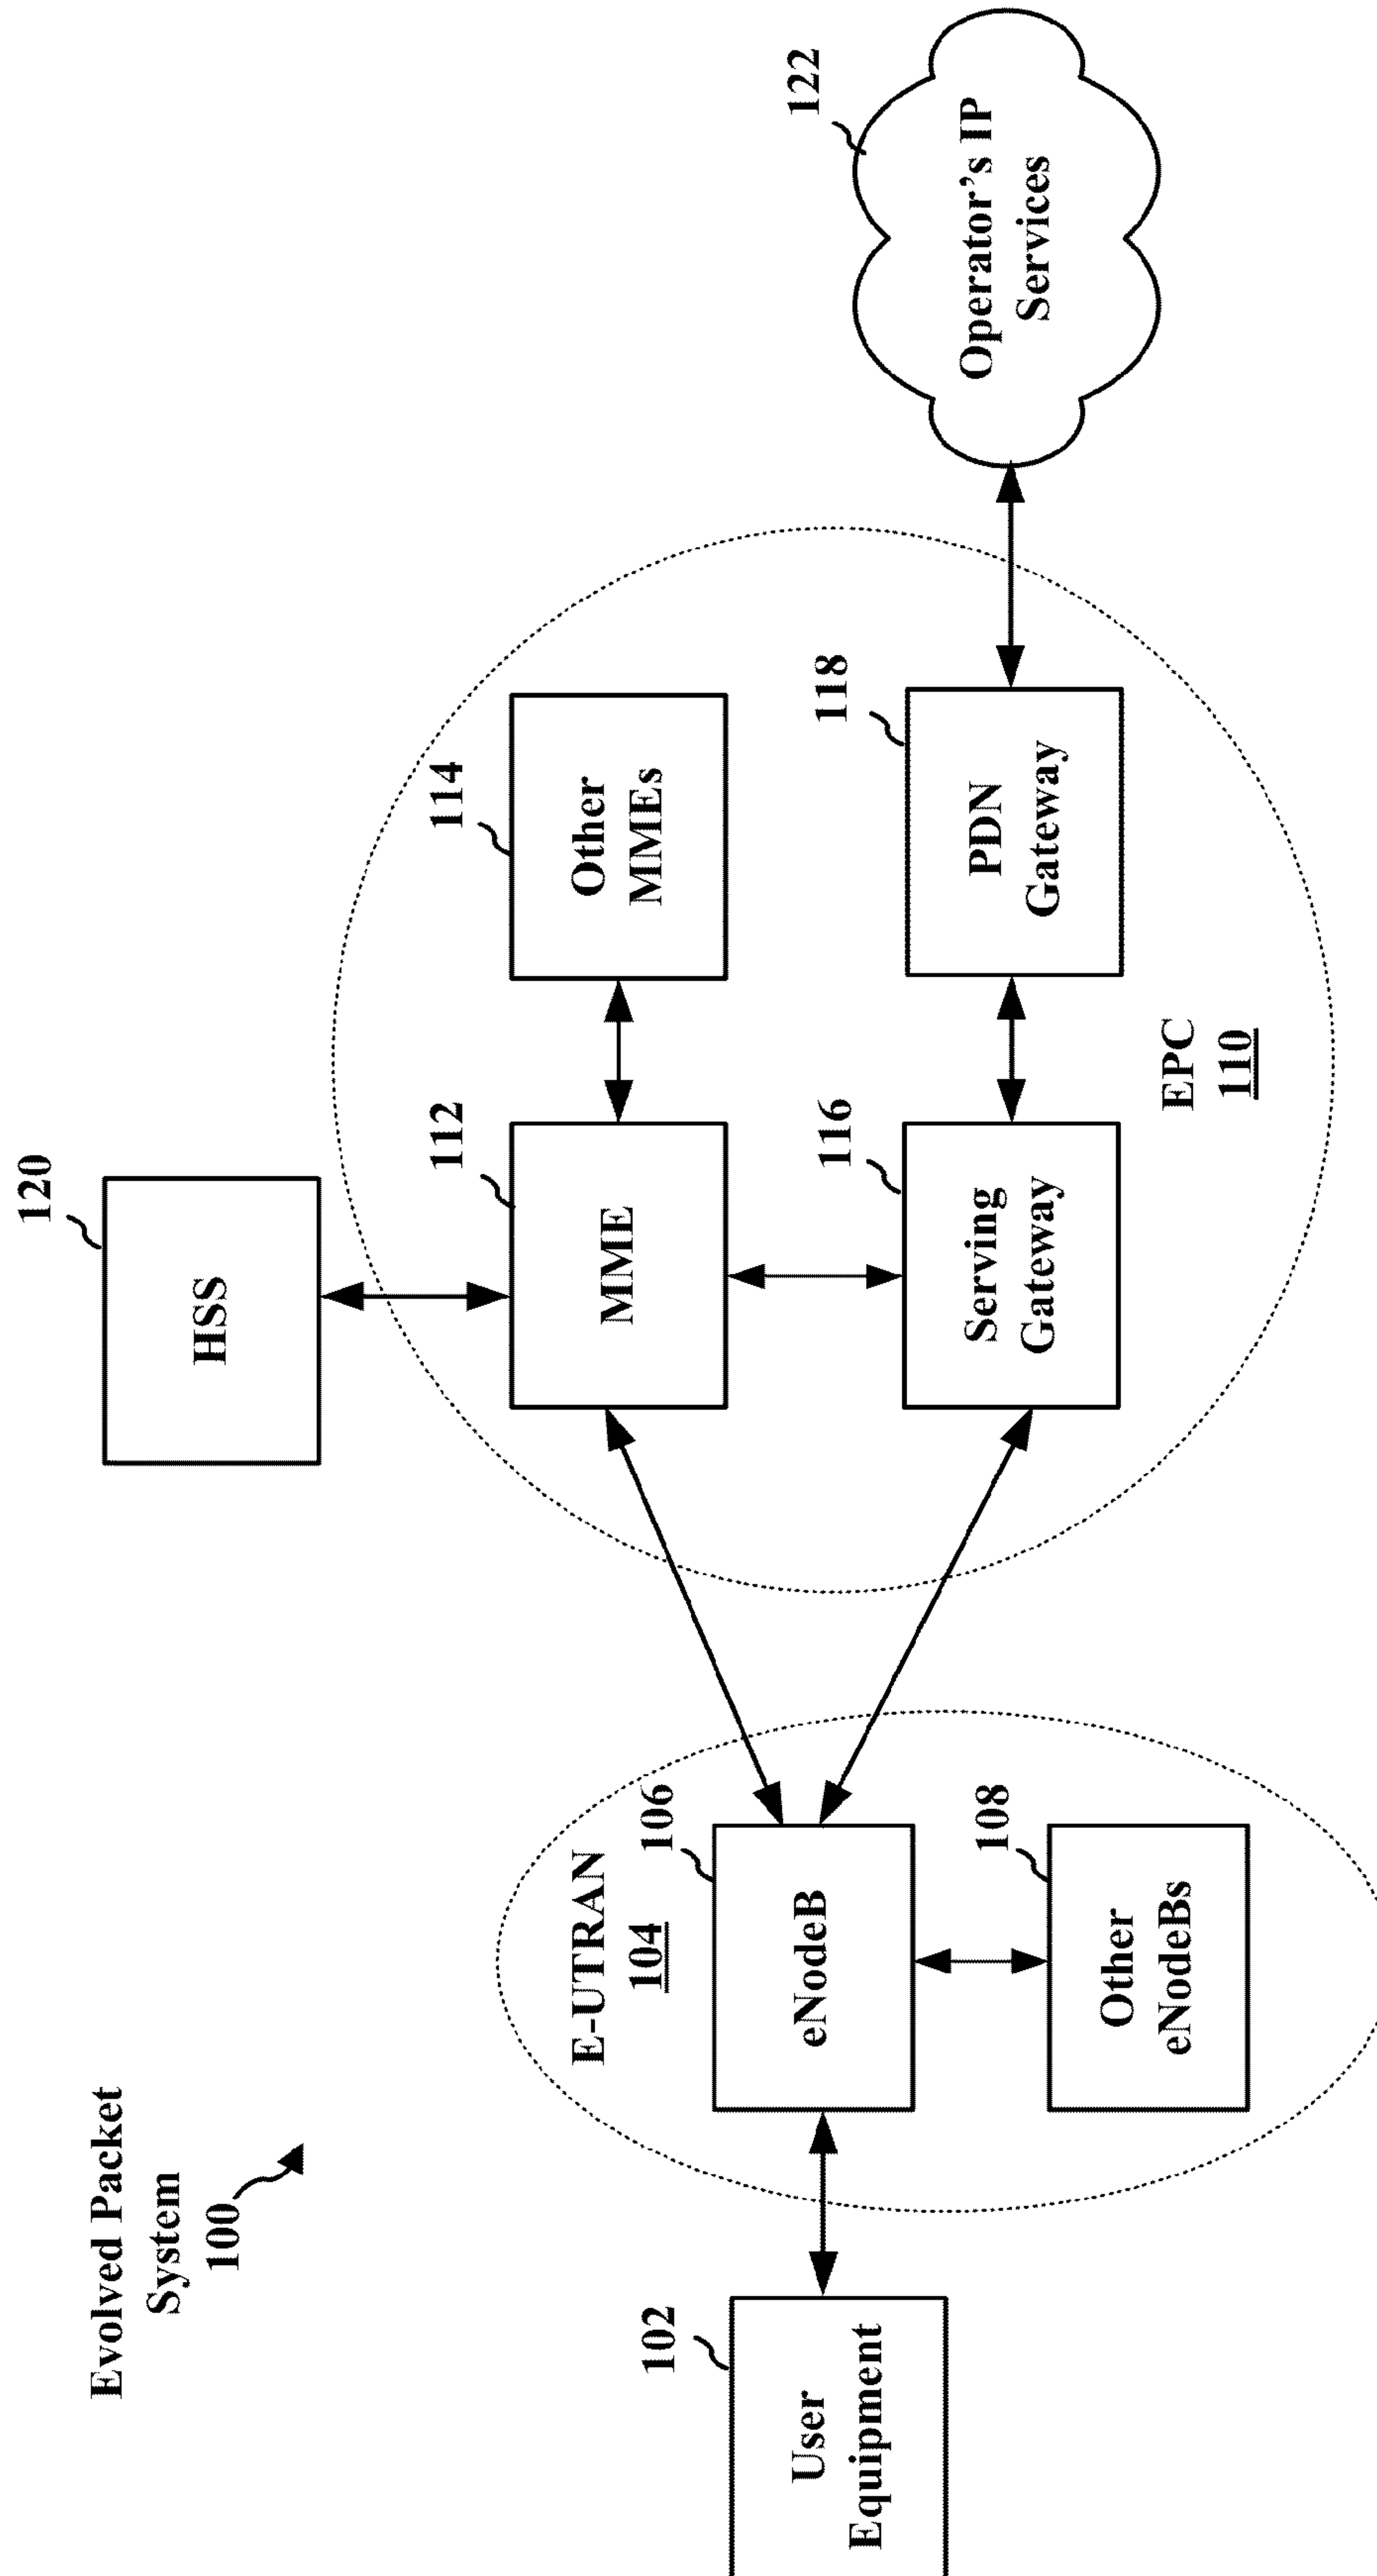 Evolved Packet
System
100
HSS
120
E-UTRAN
104
MME
112
Other
MMEs
114
User
Equipment
102
eNodeB
106
Other
eNodeBs
108
Serving
Gateway
116
PDN
Gateway
118
Operator's IP
Services
122
EPC
110